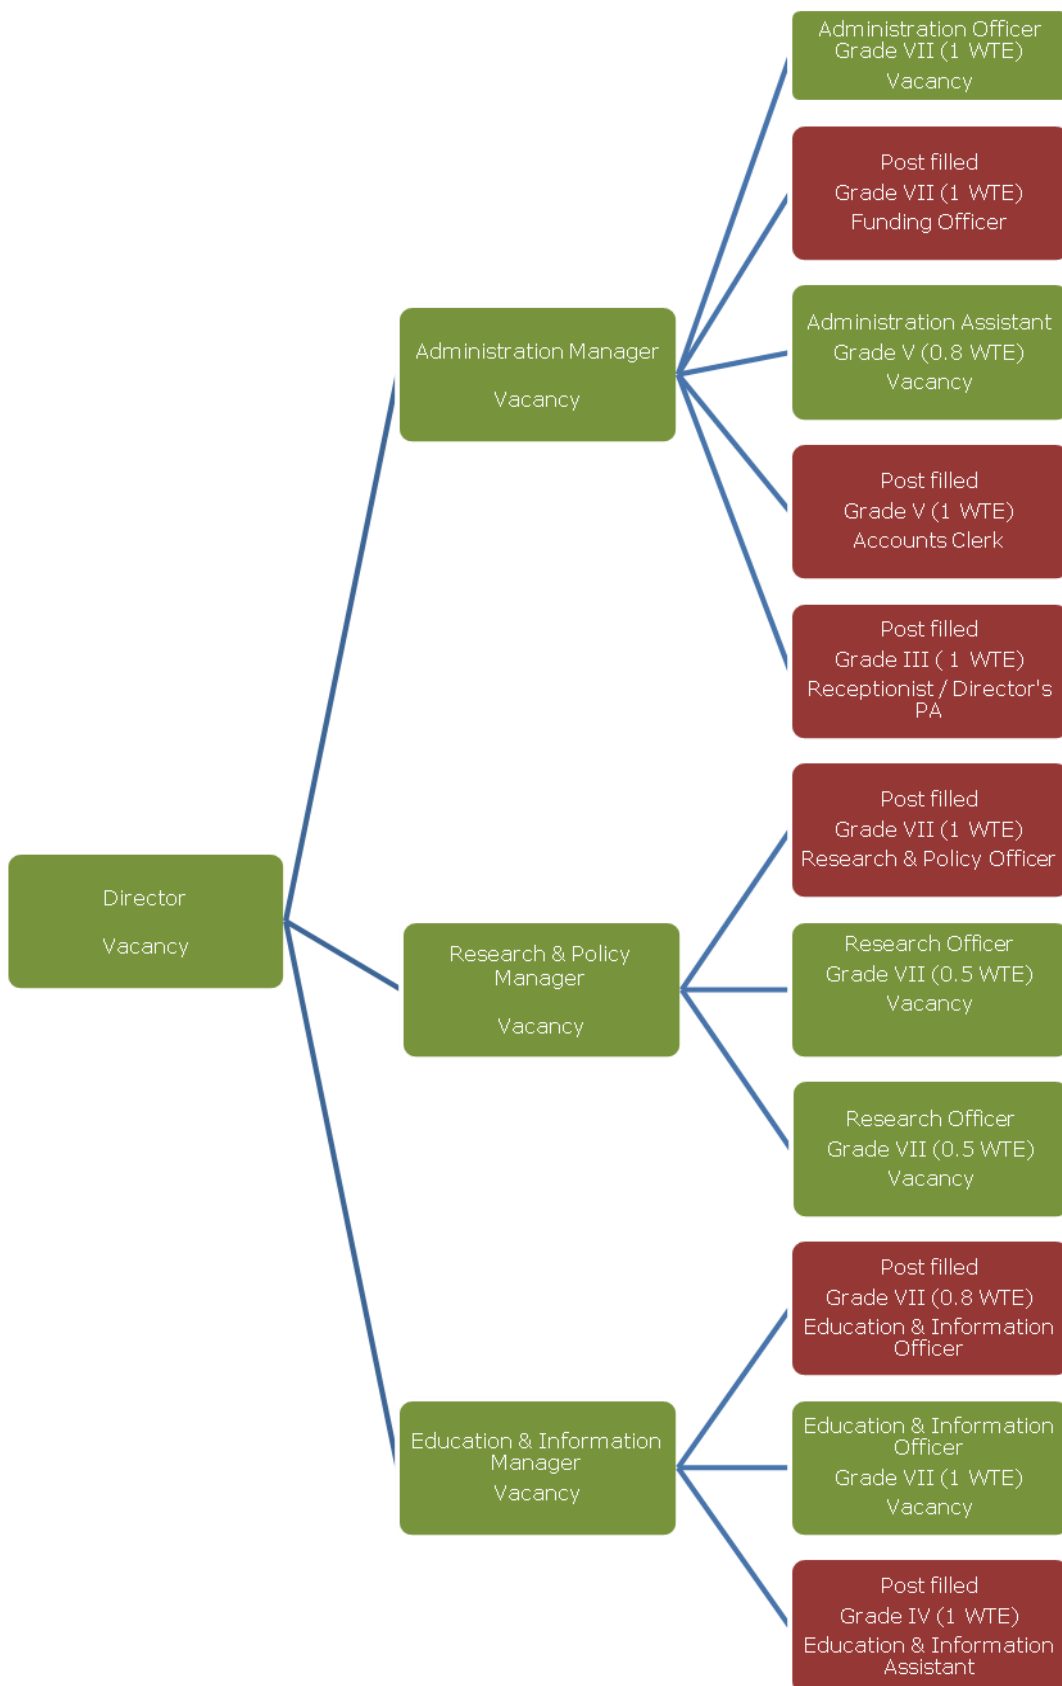 Administration Officer
Grade VII (1 WTE)
Vacancy
Post filled
Grade VII (1 WTE)
Funding Officer
Administration Manager
Vacancy
Administration Assistant
Grade V (0.8 WTE)
Vacancy
Post filled
Grade V (1 WTE)
Accounts Clerk
Post filled
Grade III ( 1 WTE)
Receptionist / Director's
PA
Director
Vacancy
Research & Policy
Manager
Vacancy
Post filled
Grade VII (1 WTE)
Research & Policy Officer
Research Officer
Grade VII (0.5 WTE)
Vacancy
Research Officer
Grade VII (0.5 WTE)
Vacancy
Education & Information
Manager
Vacancy
Post filled
Grade VII (0.8 WTE)
Education & Information
Officer
Education & Information
Officer
Grade VII (1 WTE)
Vacancy
Post filled
Grade IV (1 WTE)
Education & Information
Assistant